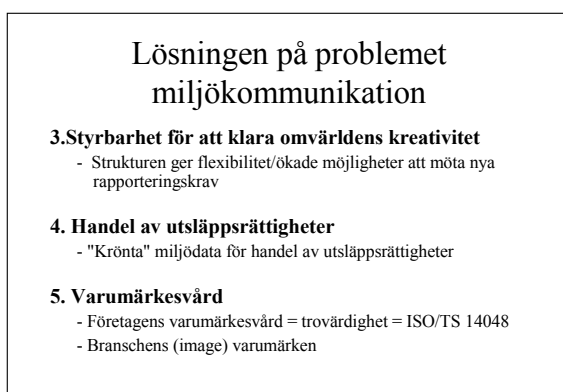 Lösningen på problemet
miljökommunikation
3.Styrbarhet för att klara omvärldens kreativitet
- Strukturen ger flexibilitet/ökade möjligheter att möta nya
rapporteringskrav
4. Handel av utsläppsrättigheter
- "Krönta" miljödata för handel av utsläppsrättigheter
5. Varumärkesvård
- Företagens varumärkesvård = trovärdighet = ISO/TS 14048
- Branschens (image) varumärken